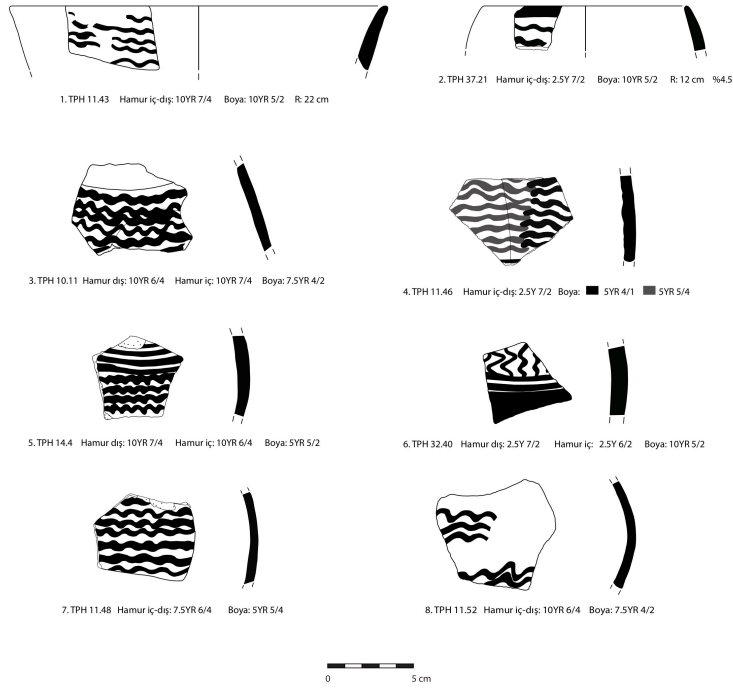 1. TPH 11.43 Hamur iç-dış: 10YR 7/4 Boya: 10YR 5/2 R: 22 cm
2. TPH 37.21 Hamur iç-dış: 2.5Y 7/2 Boya: 10YR 5/2 R: 12 cm %4.5
3. TPH 10.11 Hamur dış: 10YR 6/4 Hamur iç: 10YR 7/4 Boya: 7.5YR 4/2
4. TPH 11.46 Hamur iç-dış: 2.5Y 7/2 Boya: 5YR 4/1 5YR 5/4
5. TPH 14.4 Hamur dış: 10YR 7/4 Hamur iç: 10YR 6/4 Boya: 5YR 5/2
6. TPH 32.40 Hamur dış: 2.5Y 7/2 Hamur iç: 2.5Y 6/2 Boya: 10YR 5/2
7. TPH 11.48 Hamur iç-dış: 7.5YR 6/4 Boya: 5YR 5/4
8. TPH 11.52 Hamur iç-dış: 10YR 6/4 Boya: 7.5YR 4/2
0 5 cm